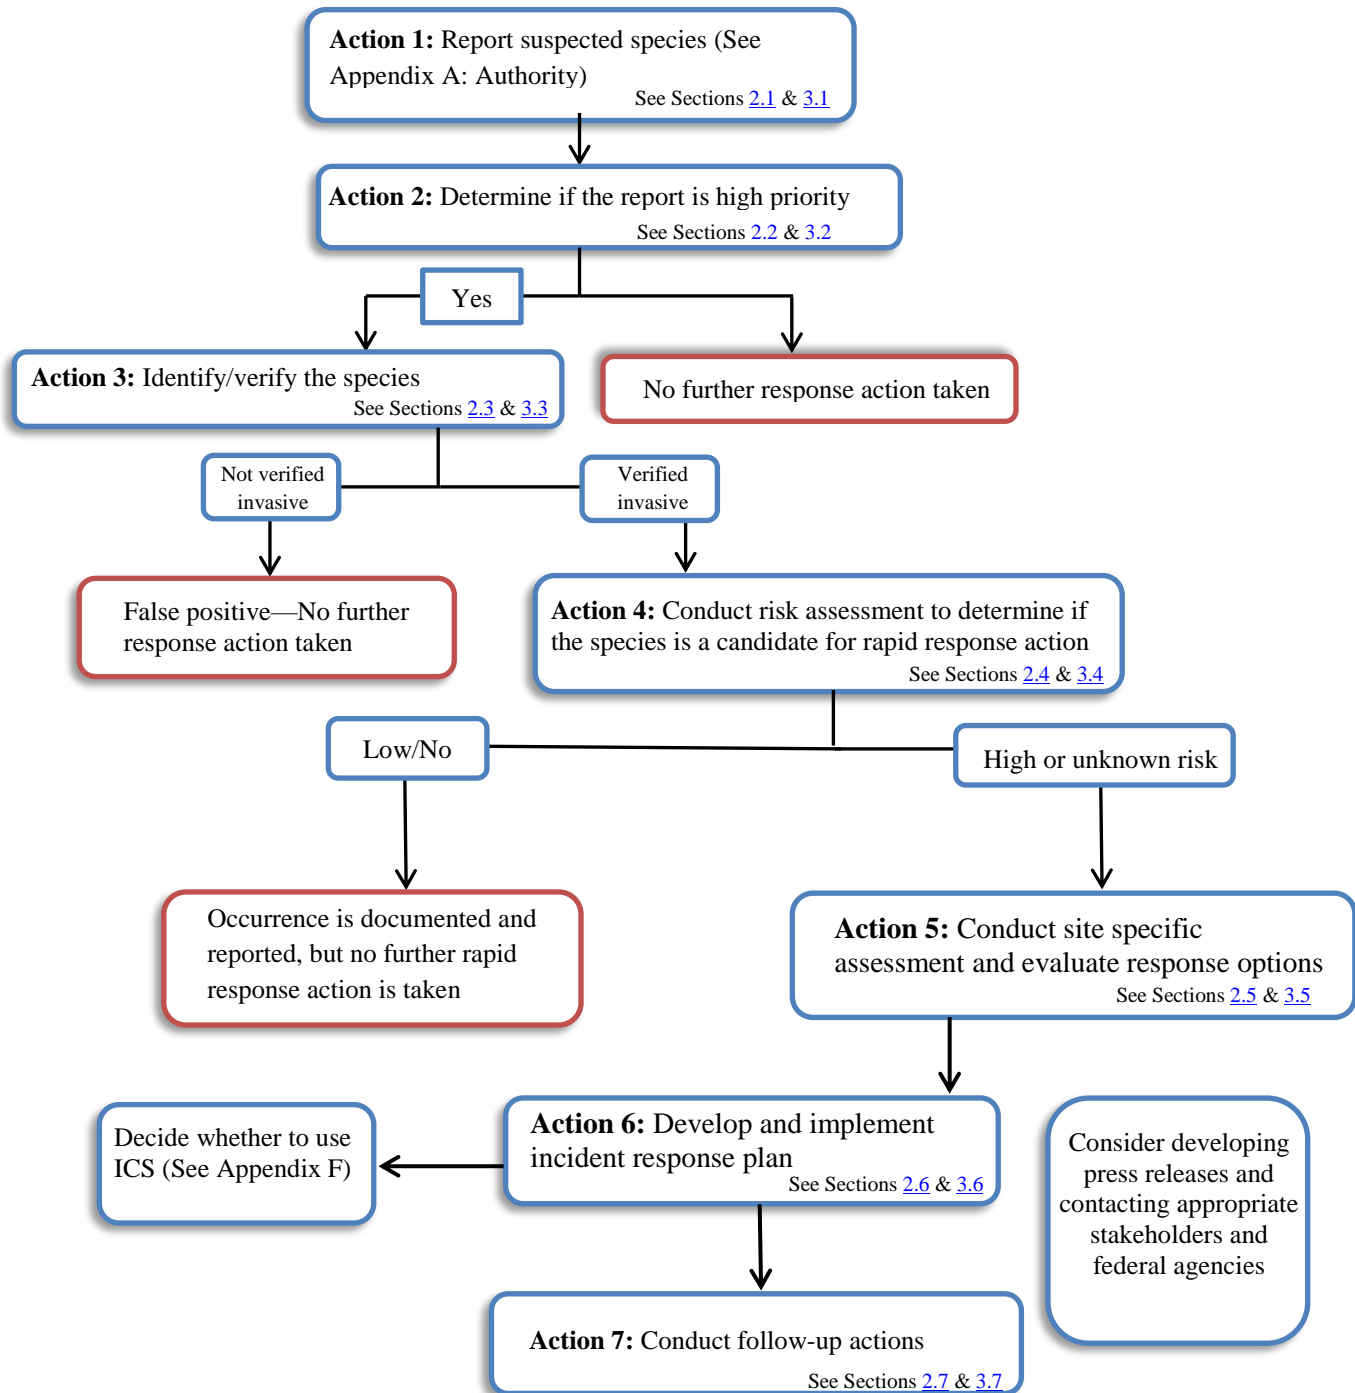 Action 1: Report suspected species (See
Appendix A: Authority)
See Sections 2.1 & 3.1
Action 2: Determine if the report is high priority
See Sections 2.2 & 3.2
Yes
Action 3: Identify/verify the species
See Sections 2.3 & 3.3
No further response action taken
Not verified
invasive
Verified
invasive
False positive—No further
response action taken
Action 4: Conduct risk assessment to determine if
the species is a candidate for rapid response action
See Sections 2.4 & 3.4
Low/No
High or unknown risk
Occurrence is documented and
reported, but no further rapid
response action is taken
Action 5: Conduct site specific
assessment and evaluate response options
See Sections 2.5 & 3.5
Decide whether to use
ICS (See Appendix F)
Action 6: Develop and implement
incident response plan
See Sections 2.6 & 3.6
Consider developing
press releases and
contacting appropriate
stakeholders and
federal agencies
Action 7: Conduct follow-up actions
See Sections 2.7 & 3.7